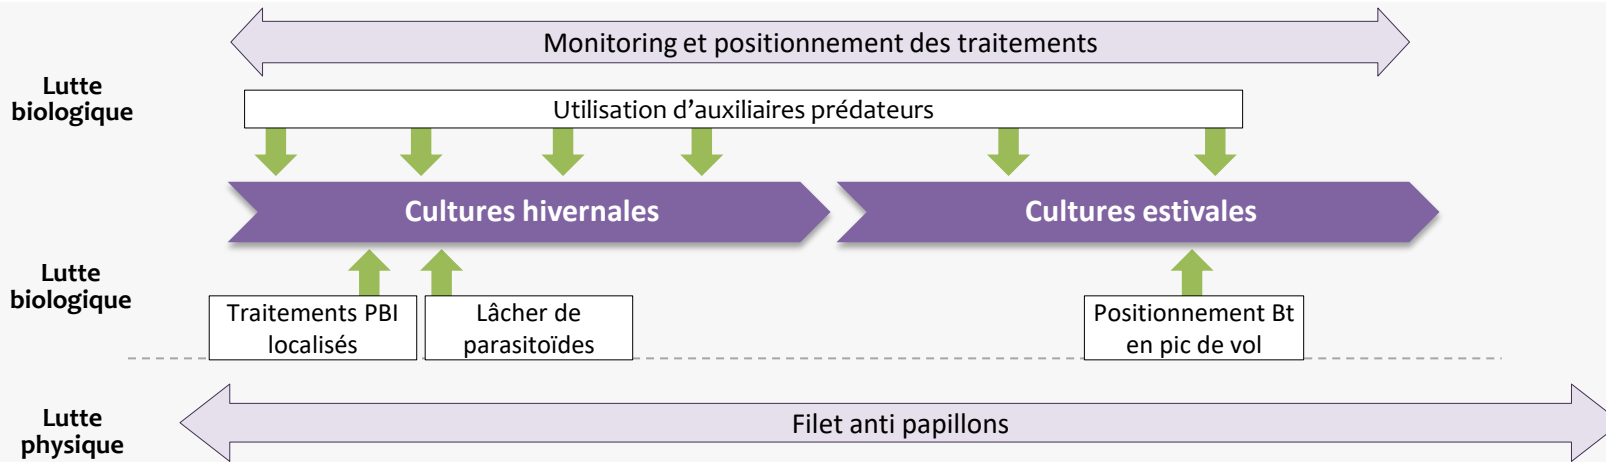 Monitoring et positionnement des traitements
Lutte
biologique
Utilisation d’auxiliaires prédateurs
Cultures hivernales
Cultures estivales
Lutte
biologique
Traitements PBI
localisés
Lâcher de
parasitoïdes
Positionnement Bt
en pic de vol
Lutte
physique
Filet anti papillons